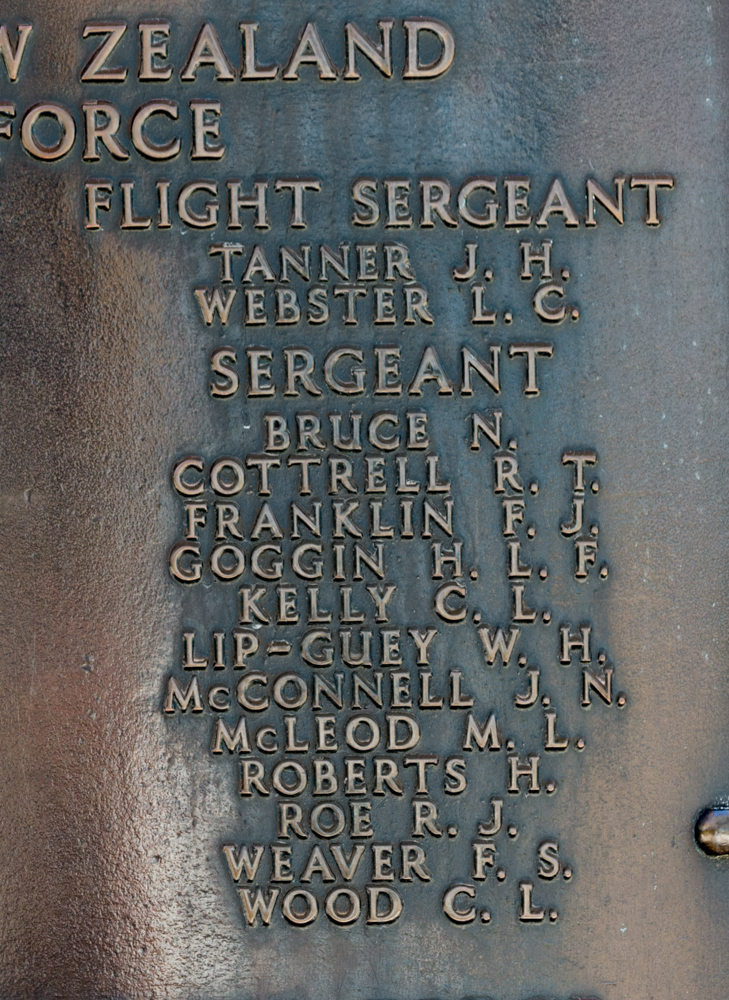 W ZEALAND
FORCE
FLIGHT SERGEANT
TANNER J. H.
WEBSTER L. C.
SERGEANT
BRUCE N.
COTTRELL R. T.
FRANKLIN F. J.
GOGGIN H. L. F.
KELLY C. L.
LIP-GUEY W. H.
McCONNELL J. N.
McLEOD M. L.
ROBERTS H.
ROE R. J.
WEAVER F. S.
WOOD C. L.